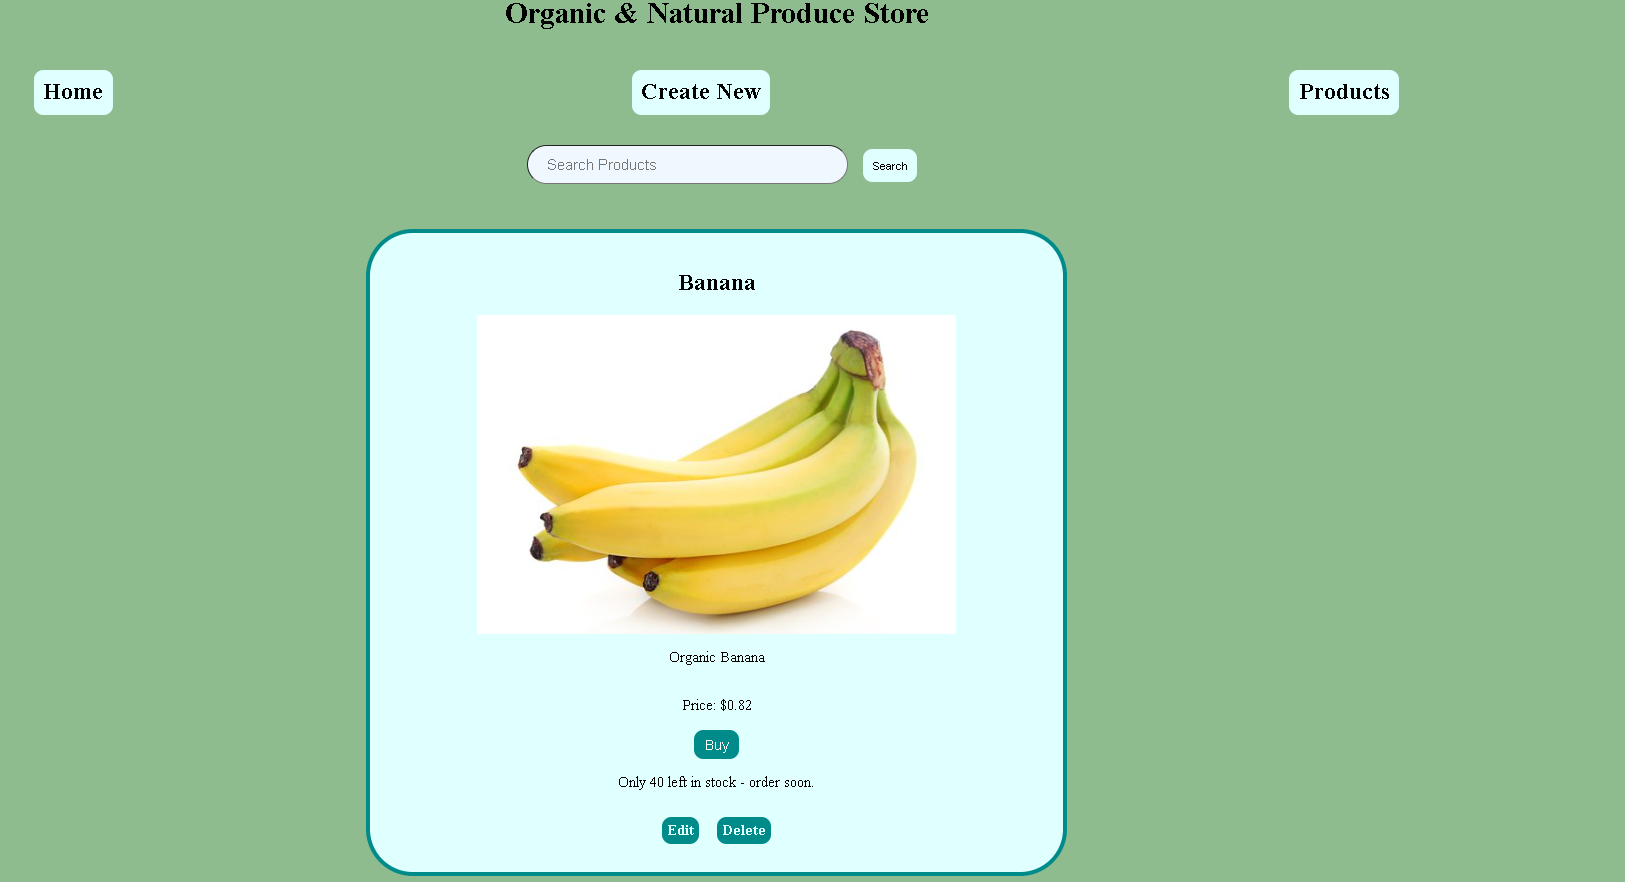 Organic & Natural Produce Store
Home
Create New
Products
Search Products
Search
Banana
Organic Banana
Price: $0.82
Buy
Only 40 left in stock - order soon.
Edit
Delete